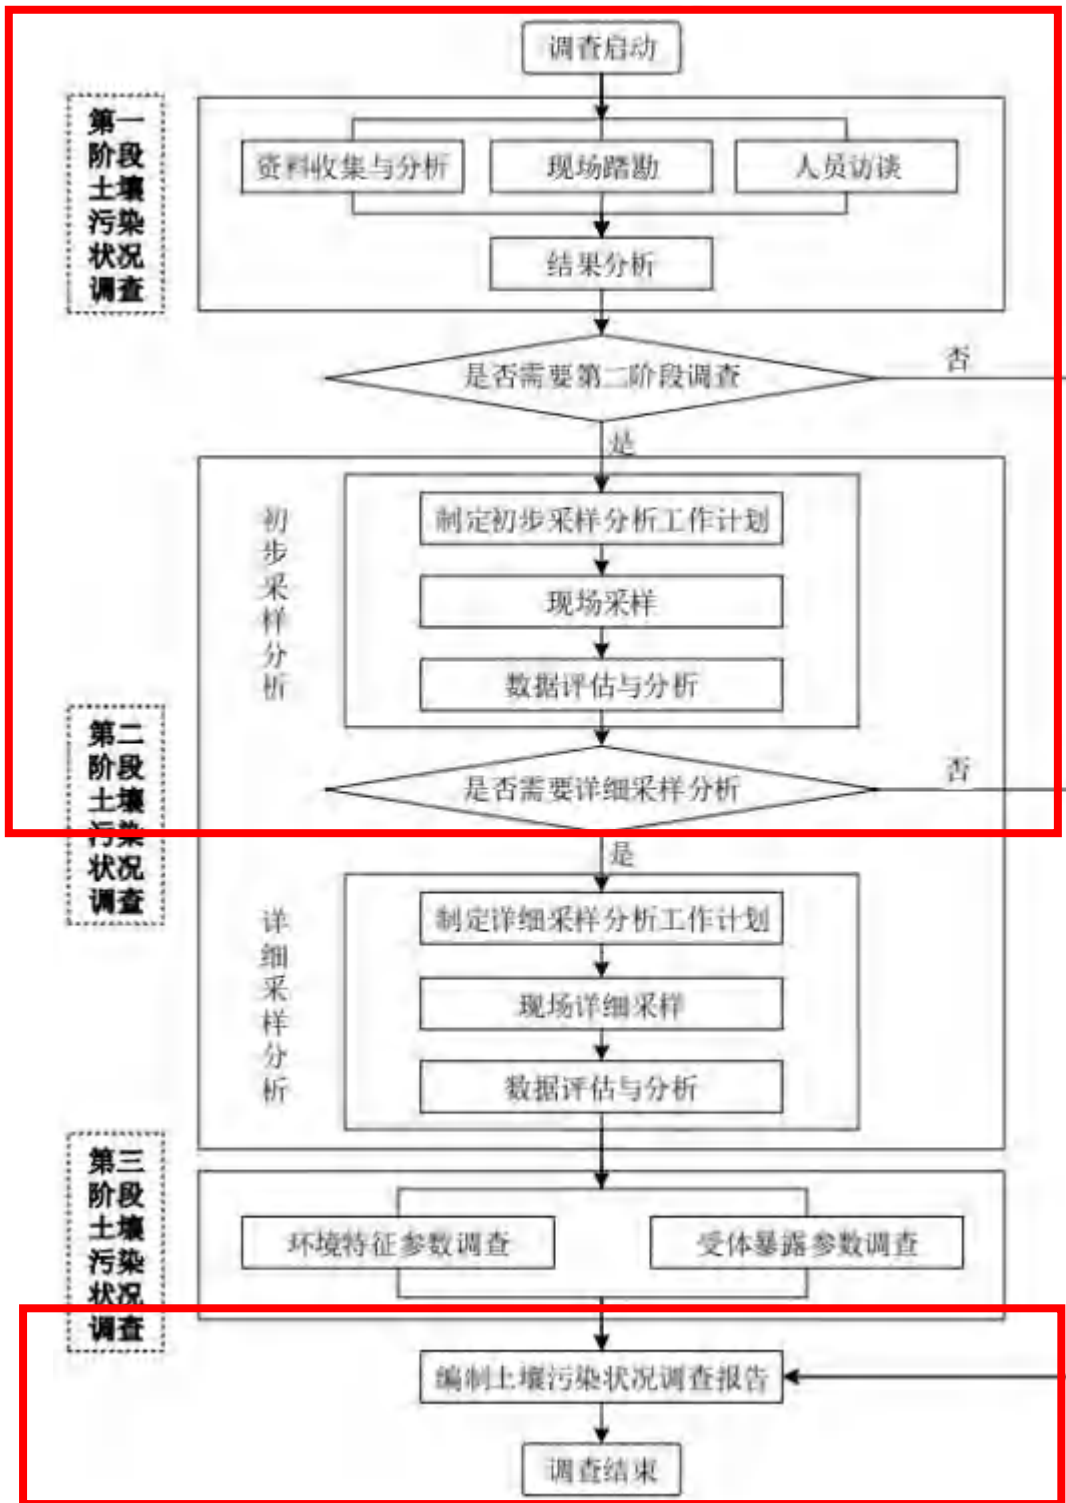 调查启动
第一
阶段
土壤
污染
状况
调查
资料收集与分析
现场踏勘
人员访谈
结果分析
是否需要第二阶段调查
否
是
初
步
采
样
分
析
制定初步采样分析工作计划
现场采样
数据评估与分析
第二
阶段
土壤
污染
状况
调查
是否需要详细采样分析
否
是
详
细
采
样
分
析
制定详细采样分析工作计划
现场详细采样
数据评估与分析
第三
阶段
土壤
污染
状况
调查
环境特征参数调查
受体暴露参数调查
编制土壤污染状况调查报告
调查结束